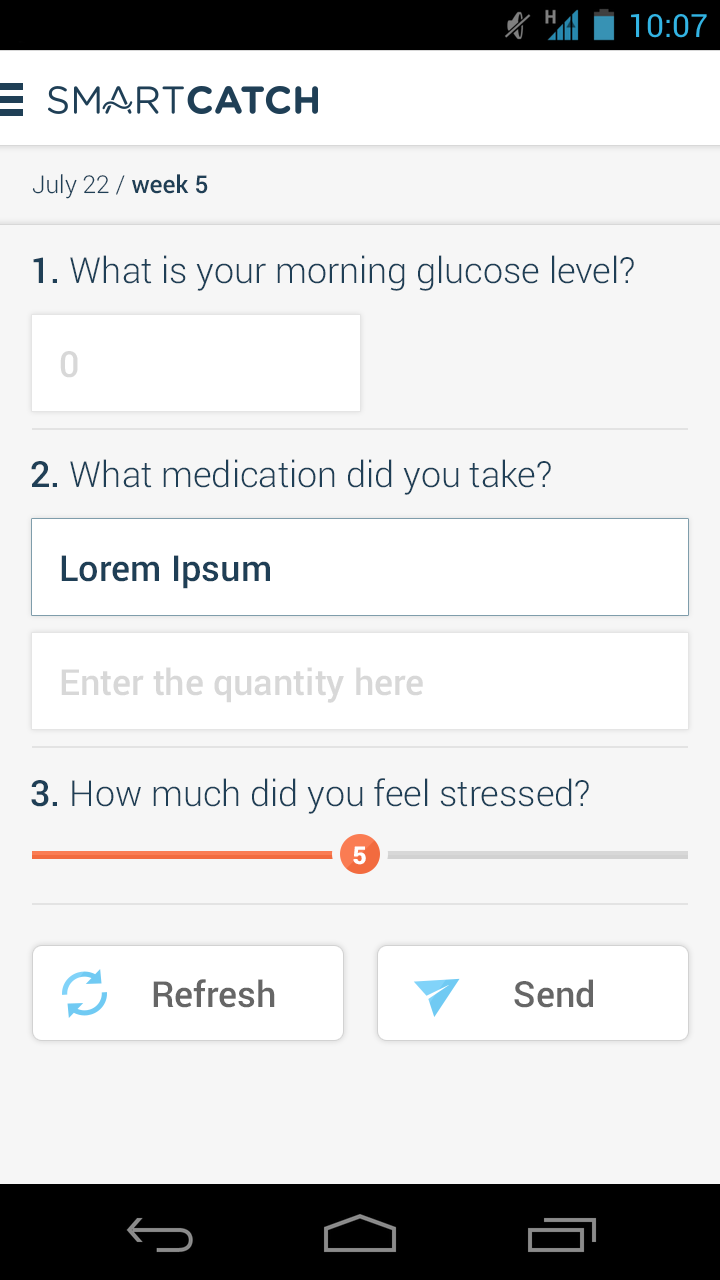 H 10:07
SMARTCATCH
July 22 / week 5
1. What is your morning glucose level?
0
2. What medication did you take?
Lorem Ipsum
Enter the quantity here
3. How much did you feel stressed?
5
Refresh Send